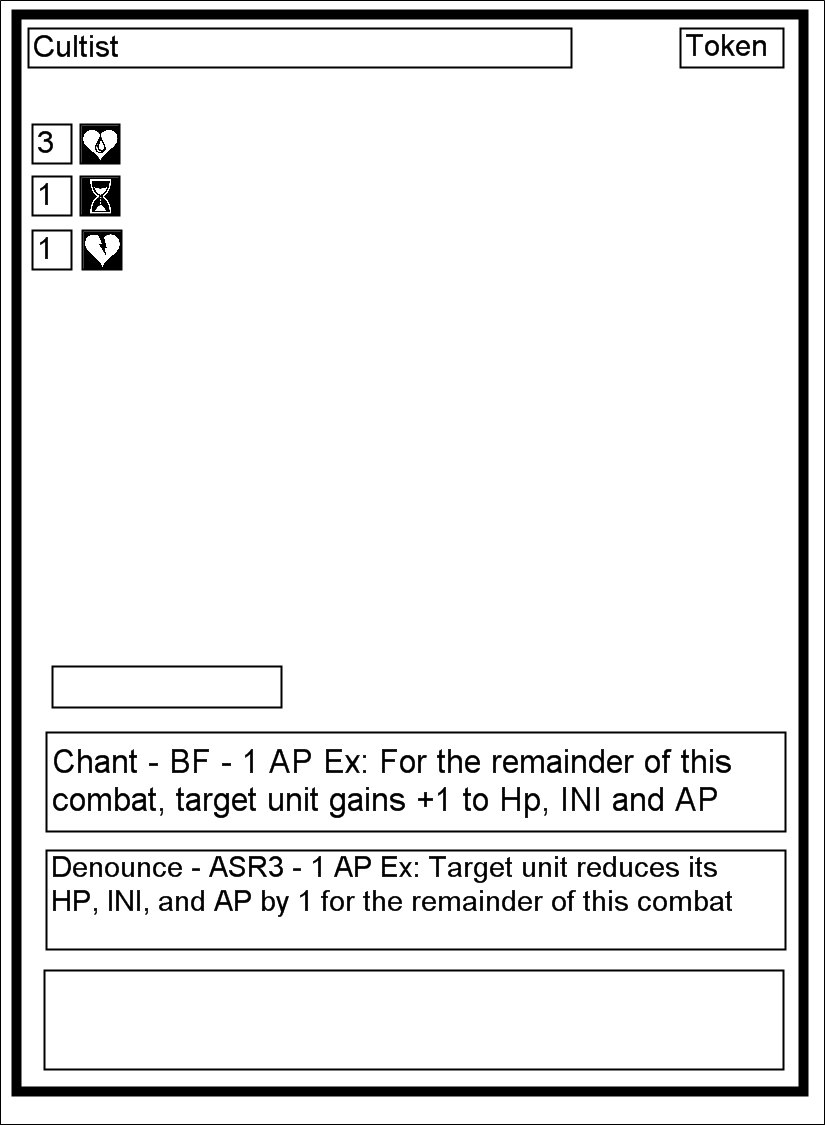 Cultist
Token
3
1
1
Chant - BF - 1 AP Ex: For the remainder of this
combat, target unit gains +1 to Hp, INI and AP
Denounce - ASR3 - 1 AP Ex: Target unit reduces its
HP, INI, and AP by 1 for the remainder of this combat